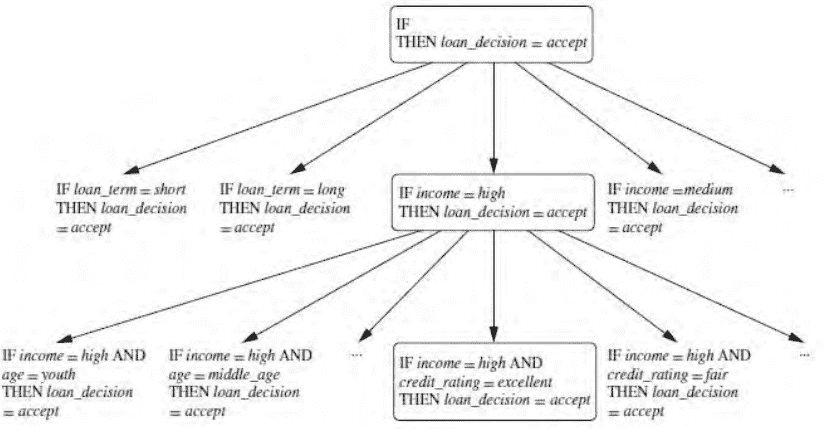 IF
THEN loan_decision = accept
IF loan_term = short
THEN loan_decision
= accept
IF loan_term = long
THEN loan_decision
= accept
IF income = high
THEN loan_decision = accept
IF income =medium
THEN loan_decision
= accept
...
IF income = high AND
age = youth
THEN loan_decision
= accept
IF income = high AND
age = middle_age
THEN loan_decision
= accept
...
IF income = high AND
credit_rating = excellent
THEN loan_decision = accept
IF income = high AND
credit_rating = fair
THEN loan_decision
= accept
...